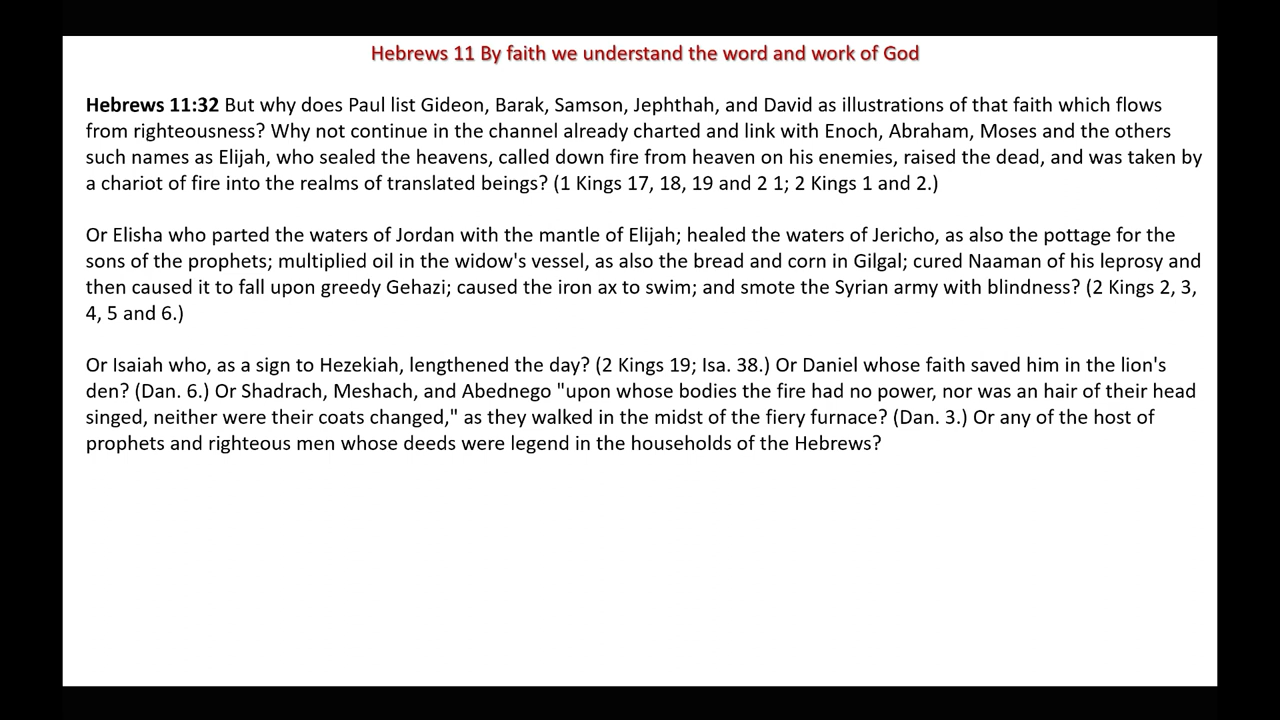 Hebrews 11 By faith we understand the word and work of God
Hebrews 11:32 But why does Paul list Gideon, Barak, Samson, Jephthah, and David as illustrations of that faith which flows
from righteousness? Why not continue in the channel already charted and link with Enoch, Abraham, Moses and the others
such names as Elijah, who sealed the heavens, called down fire from heaven on his enemies, raised the dead, and was taken by
a chariot of fire into the realms of translated beings? (1 Kings 17, 18, 19 and 2 1; 2 Kings 1 and 2.)
Or Elisha who parted the waters of Jordan with the mantle of Elijah; healed the waters of Jericho, as also the pottage for the
sons of the prophets; multiplied oil in the widow's vessel, as also the bread and corn in Gilgal; cured Naaman of his leprosy and
then caused it to fall upon greedy Gehazi; caused the iron ax to swim; and smote the Syrian army with blindness? (2 Kings 2, 3,
4, 5 and 6.)
Or Isaiah who, as a sign to Hezekiah, lengthened the day? (2 Kings 19; Isa. 38.) Or Daniel whose faith saved him in the lion's
den? (Dan. 6.) Or Shadrach, Meshach, and Abednego "upon whose bodies the fire had no power, nor was an hair of their head
singed, neither were their coats changed," as they walked in the midst of the fiery furnace? (Dan. 3.) Or any of the host of
prophets and righteous men whose deeds were legend in the households of the Hebrews?